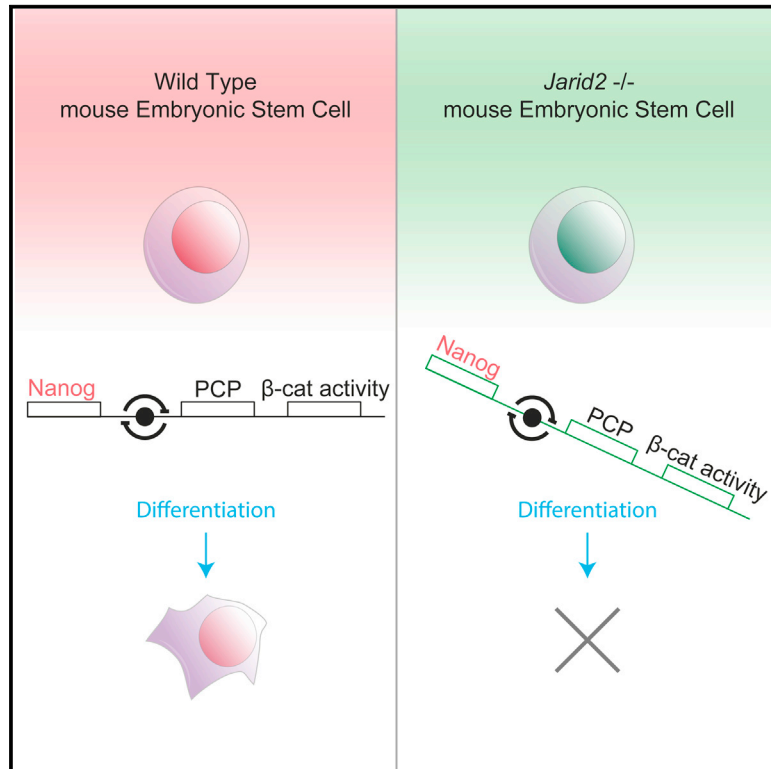 Wild Type
mouse Embryonic Stem Cell
Nanog
PCP
β-cat activity
Differentiation
Jarid2 -/-
mouse Embryonic Stem Cell
Nanog
PCP
β-cat activity
Differentiation